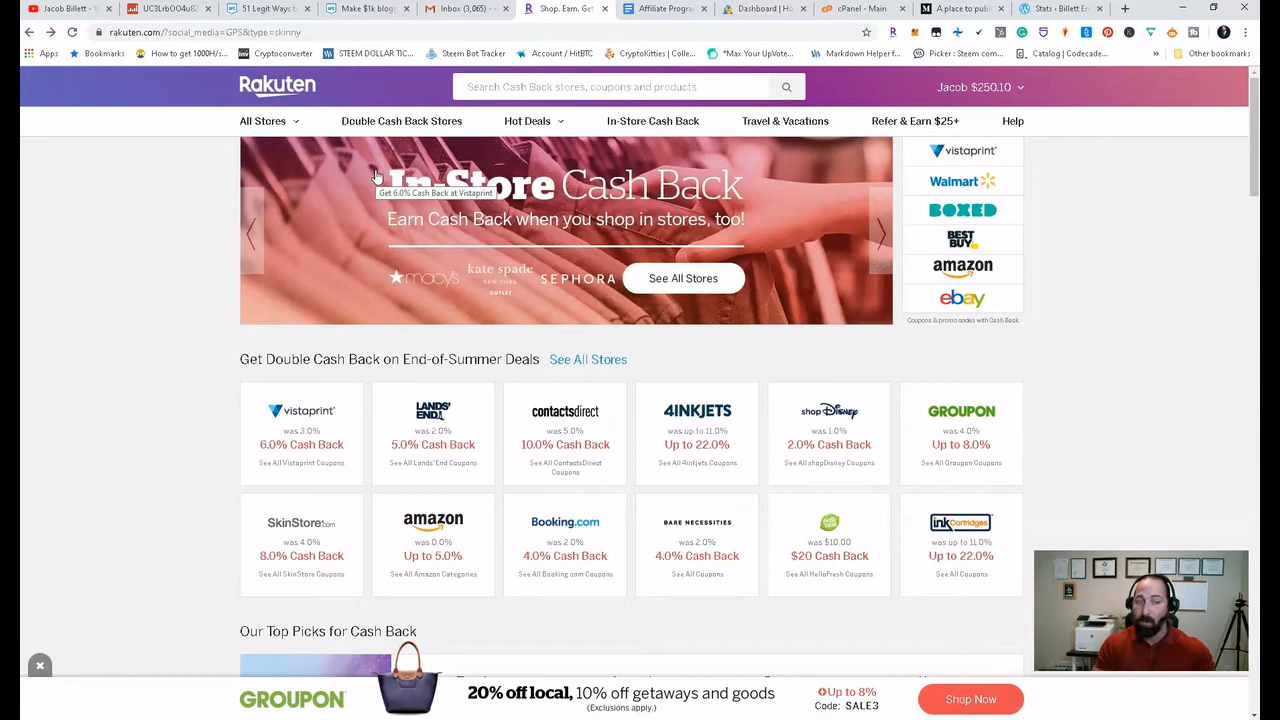 Jacob Billett - Yo
UC3LrbOO4u82
51 Legit Ways t
Make $1k blogg
Inbox (3,065) -
Shop. Earn. Get
Affiliate Progra
Dashboard | Ho
cPanel - Main
A place to publi
Stats ‹ Billett En
rakuten.com/?social_media=GPS&type=skinny
Apps
Bookmarks
How to get 1000/H/s...
Cryptoinverter
STEEM DOLLAR TIC...
Steem Bot Tracker
Account / HitBTC
CryptoKitties | Colle...
*Max Your UpVote...
Markdown Helper f...
Picker | Steem com...
Catalog | Codecade...
»
Other bookmarks
Rakuten
Search Cash Back stores, coupons and products
Jacob $250.10
All Stores
Double Cash Back Stores
Hot Deals
In-Store Cash Back
Travel & Vacations
Refer & Earn $25+
Help
In-Store Cash Back
Get 6.0% Cash Back at Vistaprint
Earn Cash Back when you shop in stores, too!
macy's
kate spade
NEW YORK
OUTLET
SEPHORA
See All Stores
vistaprint
Walmart
BOXED
BEST BUY
amazon
ebay
Coupons & promo codes with Cash Back
Get Double Cash Back on End-of-Summer Deals See All Stores
vistaprint
was 3.0%
6.0% Cash Back
See All Vistaprint Coupons
LANDS' END
was 2.0%
5.0% Cash Back
See All Lands' End Coupons
contactsdirect
was 5.0%
10.0% Cash Back
See All ContactsDirect
Coupons
4INKJETS
was up to 11.0%
Up to 22.0%
See All 4inkjets Coupons
shop Disney
was 1.0%
2.0% Cash Back
See All shopDisney Coupons
GROUPON
was 4.0%
Up to 8.0%
See All Groupon Coupons
SkinStore.com
was 4.0%
8.0% Cash Back
See All SkinStore Coupons
amazon
was 0.0%
Up to 5.0%
See All Amazon Categories
Booking.com
was 2.0%
4.0% Cash Back
See All Booking.com Coupons
BARE NECESSITIES
was 2.0%
4.0% Cash Back
See All Coupons
was $10.00
$20 Cash Back
See All HelloFresh Coupons
inkCartridges
was up to 11.0%
Up to 22.0%
See All Coupons
Our Top Picks for Cash Back
GROUPON
20% off local, 10% off getaways and goods
(Exclusions apply.)
Up to 8%
Code: SALE3
Shop Now